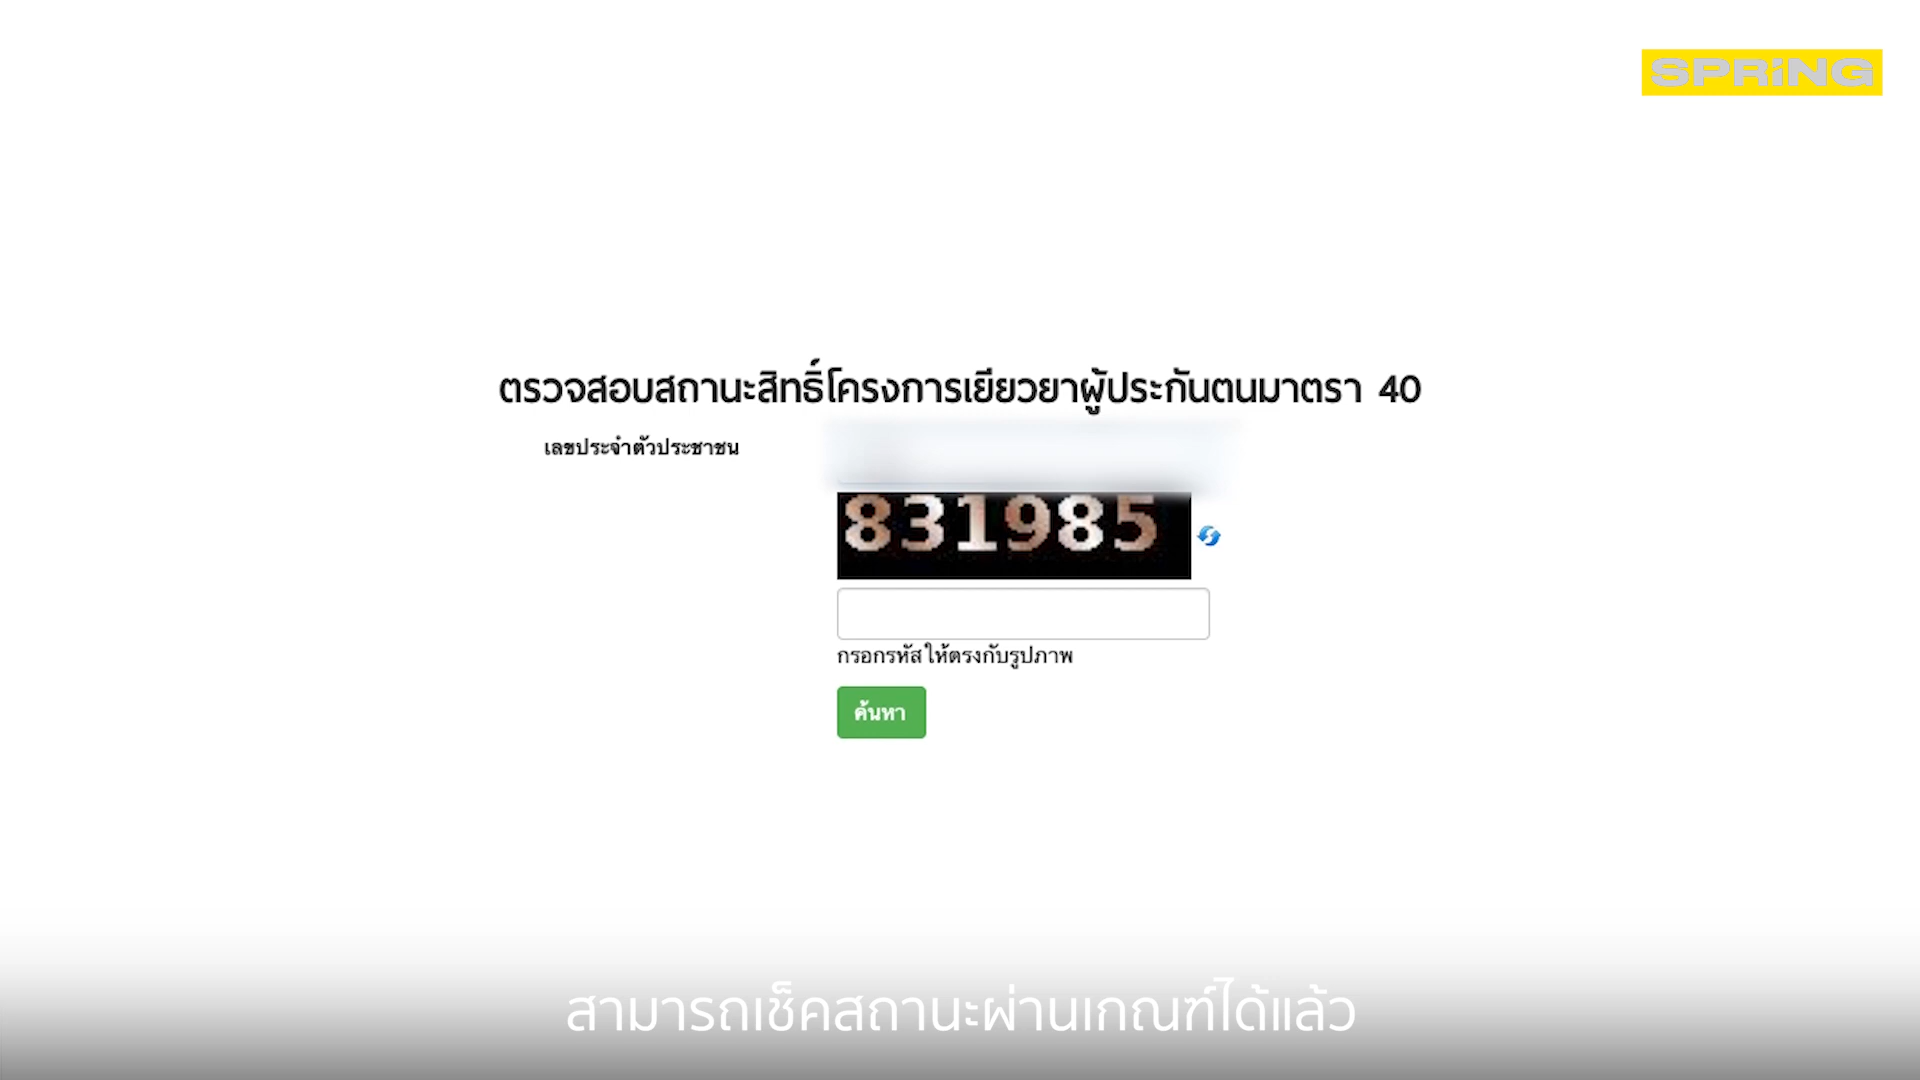 SPRiNG
ตรวจสอบสถานะสิทธิ์โครงการเยียวยาผู้ประกันตนมาตรา 40
เลขประจำตัวประชาชน
831985
กรอกรหัสให้ตรงกับรูปภาพ
ค้นหา
สามารถเช็คสถานะผ่านเกณฑ์ได้แล้ว